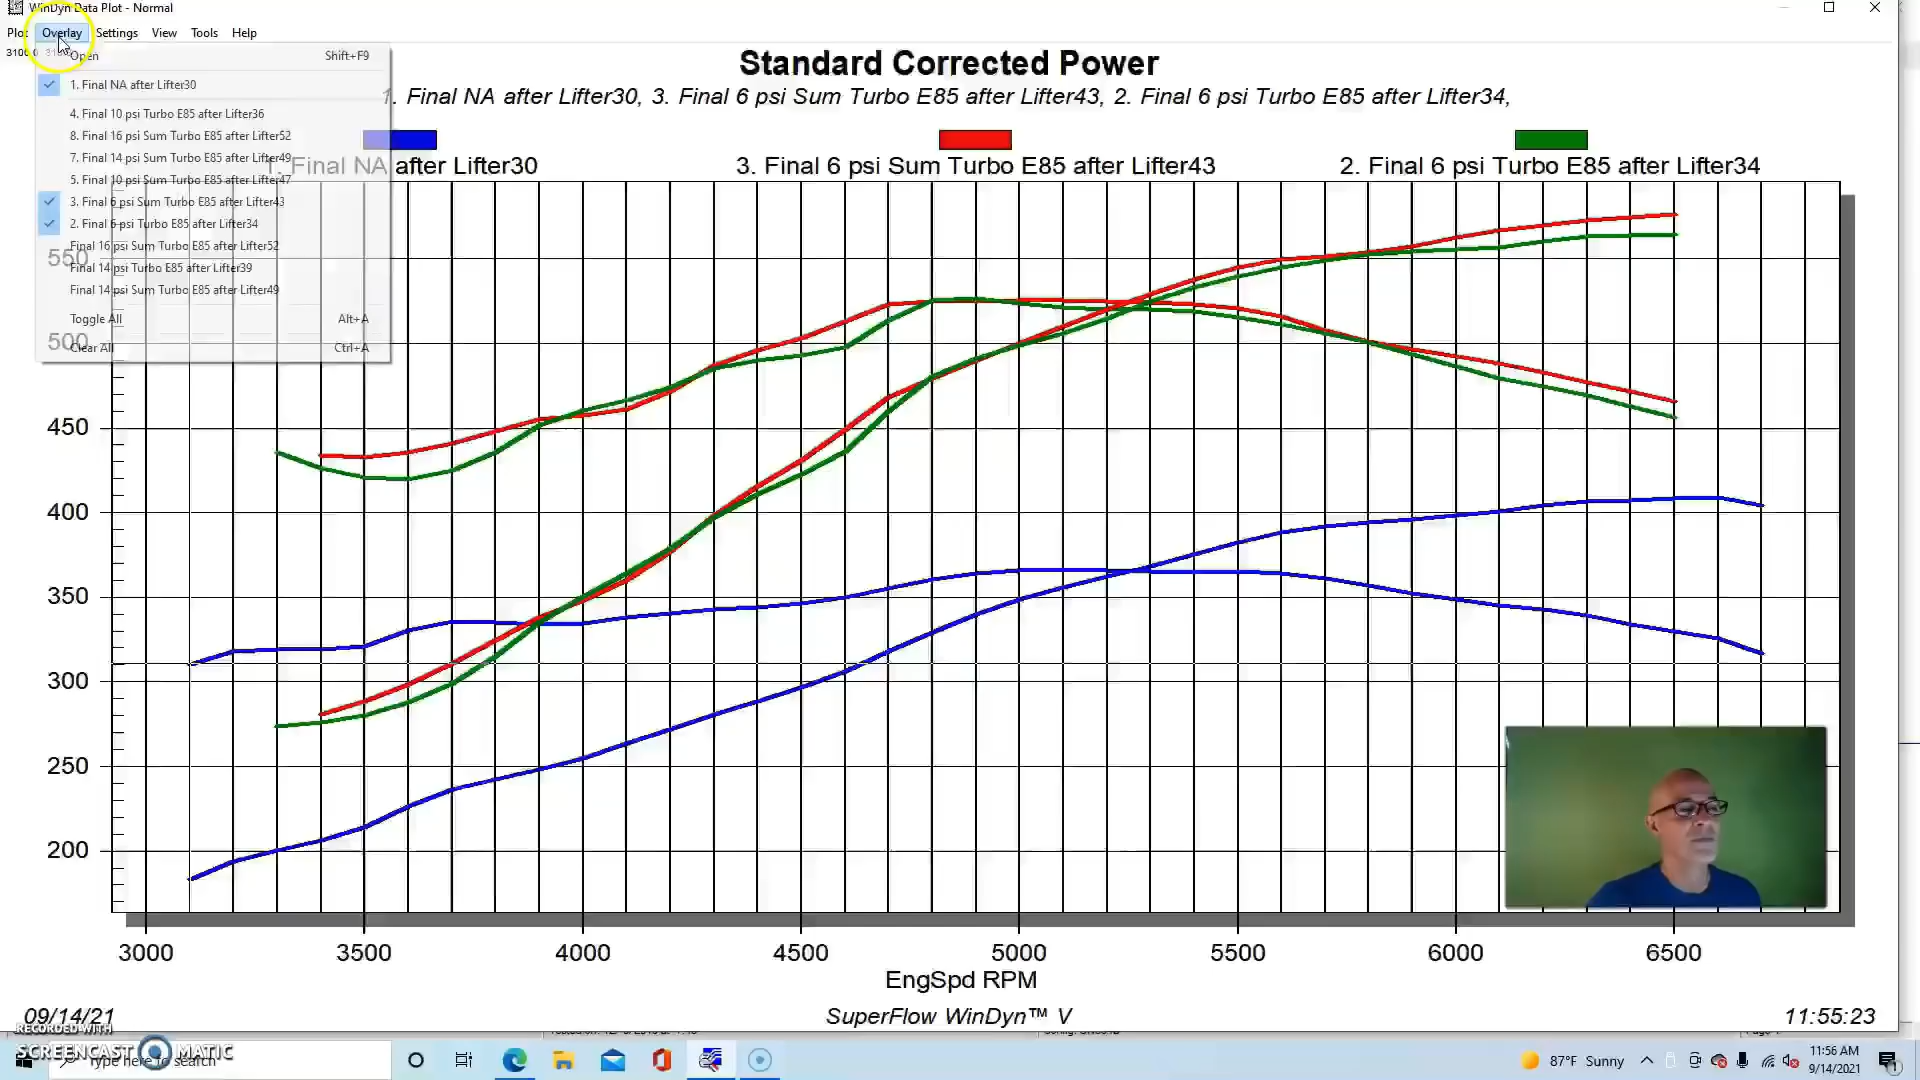 WinDyn Data Plot - Normal
Plot Overlay Settings View Tools Help
Open Shift+F9
1. Final NA after Lifter30
4. Final 10 psi Turbo E85 after Lifter36
8. Final 16 psi Sum Turbo E85 after Lifter52
7. Final 14 psi Sum Turbo E85 after Lifter49
5. Final 10 psi Sum Turbo E85 after Lifter47
3. Final 6 psi Sum Turbo E85 after Lifter43
2. Final 6 psi Turbo E85 after Lifter34
Final 16 psi Sum Turbo E85 after Lifter52
Final 14 psi Turbo E85 after Lifter39
Final 14 psi Sum Turbo E85 after Lifter49
Toggle All Alt+A
Clear All Ctrl+A
Standard Corrected Power
1. Final NA after Lifter30, 3. Final 6 psi Sum Turbo E85 after Lifter43, 2. Final 6 psi Turbo E85 after Lifter34,
1. Final NA after Lifter30 3. Final 6 psi Sum Turbo E85 after Lifter43 2. Final 6 psi Turbo E85 after Lifter34
550
500
450
400
350
300
250
200
3000 3500 4000 4500 5000 5500 6000 6500
EngSpd RPM
09/14/21 SuperFlow WinDyn™ V 11:55:23
RECORDED WITH
SCREENCAST MATIC
Type here to search
87°F Sunny
11:56 AM
9/14/2021